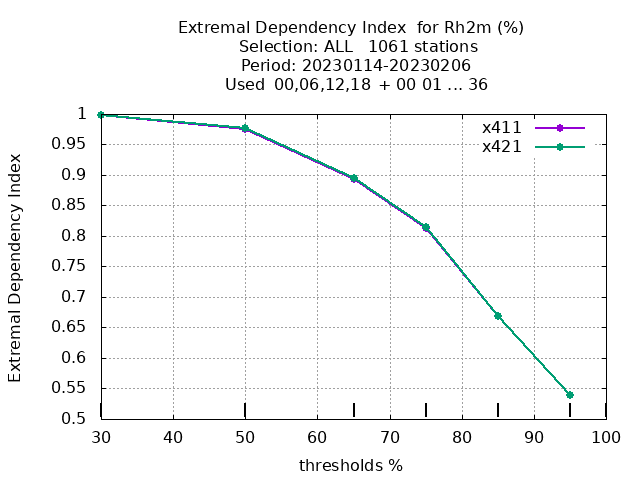 Extremal Dependency Index  for Rh2m (%)
Selection: ALL   1061 stations
Period: 20230114-20230206
Used  00,06,12,18 + 00 01 ... 36
x411
x421
1
0.95
0.9
0.85
0.8
0.75
0.7
0.65
0.6
0.55
0.5
Extremal Dependency Index
30 40 50 60 70 80 90 100
thresholds %